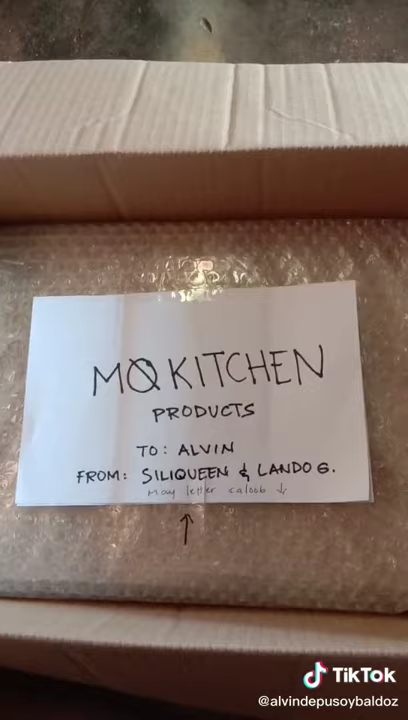 MQ KITCHEN
PRODUCTS
TO: ALVIN
FROM: SILIQUEEN & LANDO G.
may letter saloob ↓
↑
TikTok
@alvindepusoybaldoz